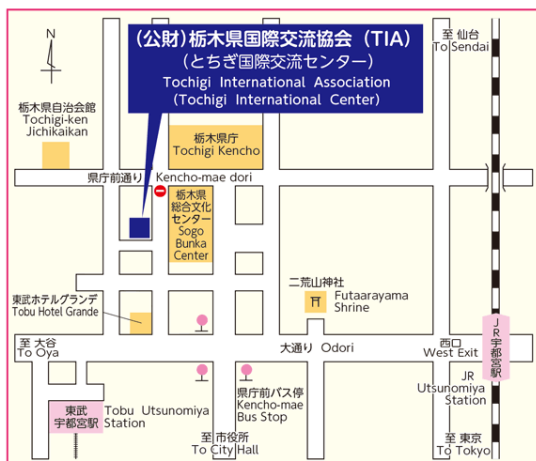 (公財)栃木県国際交流協会 (TIA)
(とちぎ国際交流センター)
Tochigi International Association
(Tochigi International Center)
N
至 仙台
To Sendai
栃木県自治会館
Tochigi-ken
Jichikaikan
栃木県庁
Tochigi Kencho
県庁前通り Kencho-mae dori
栃木県
総合文化
センター
Sogo
Bunka
Center
東武ホテルグランデ
Tobu Hotel Grande
二荒山神社
Futaarayama
Shrine
至 大谷
To Oya
大通り Odori
西口
West Exit
JR宇都宮駅
JR
Utsunomiya
Station
県庁前バス停
Kencho-mae
Bus Stop
東武
宇都宮駅
Tobu Utsunomiya
Station
至 市役所
To City Hall
至 東京
To Tokyo